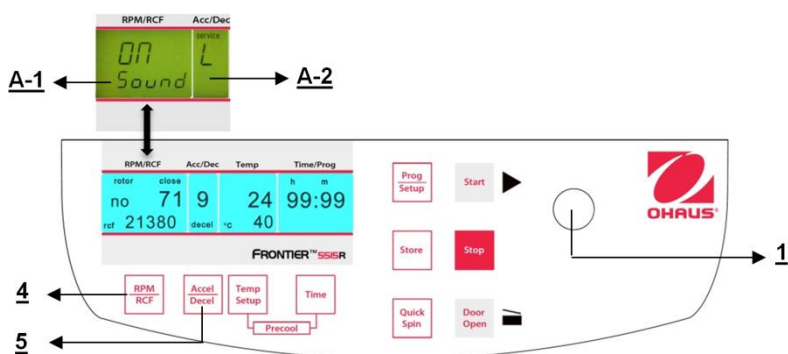 RPM/RCF Acc/Dec
service
ON L
Sound
A-1
A-2
RPM/RCF Acc/Dec Temp Time/Prog
rotor close h m
no 71 9 24 99:99
rcf 21380 decel °C 40
FRONTIER™ 5515R
RPM
RCF
Accel
Decel
Temp
Setup
Time
Precool
Prog
Setup
Start
Store
Stop
Quick
Spin
Door
Open
OHAUS®
1
4
5